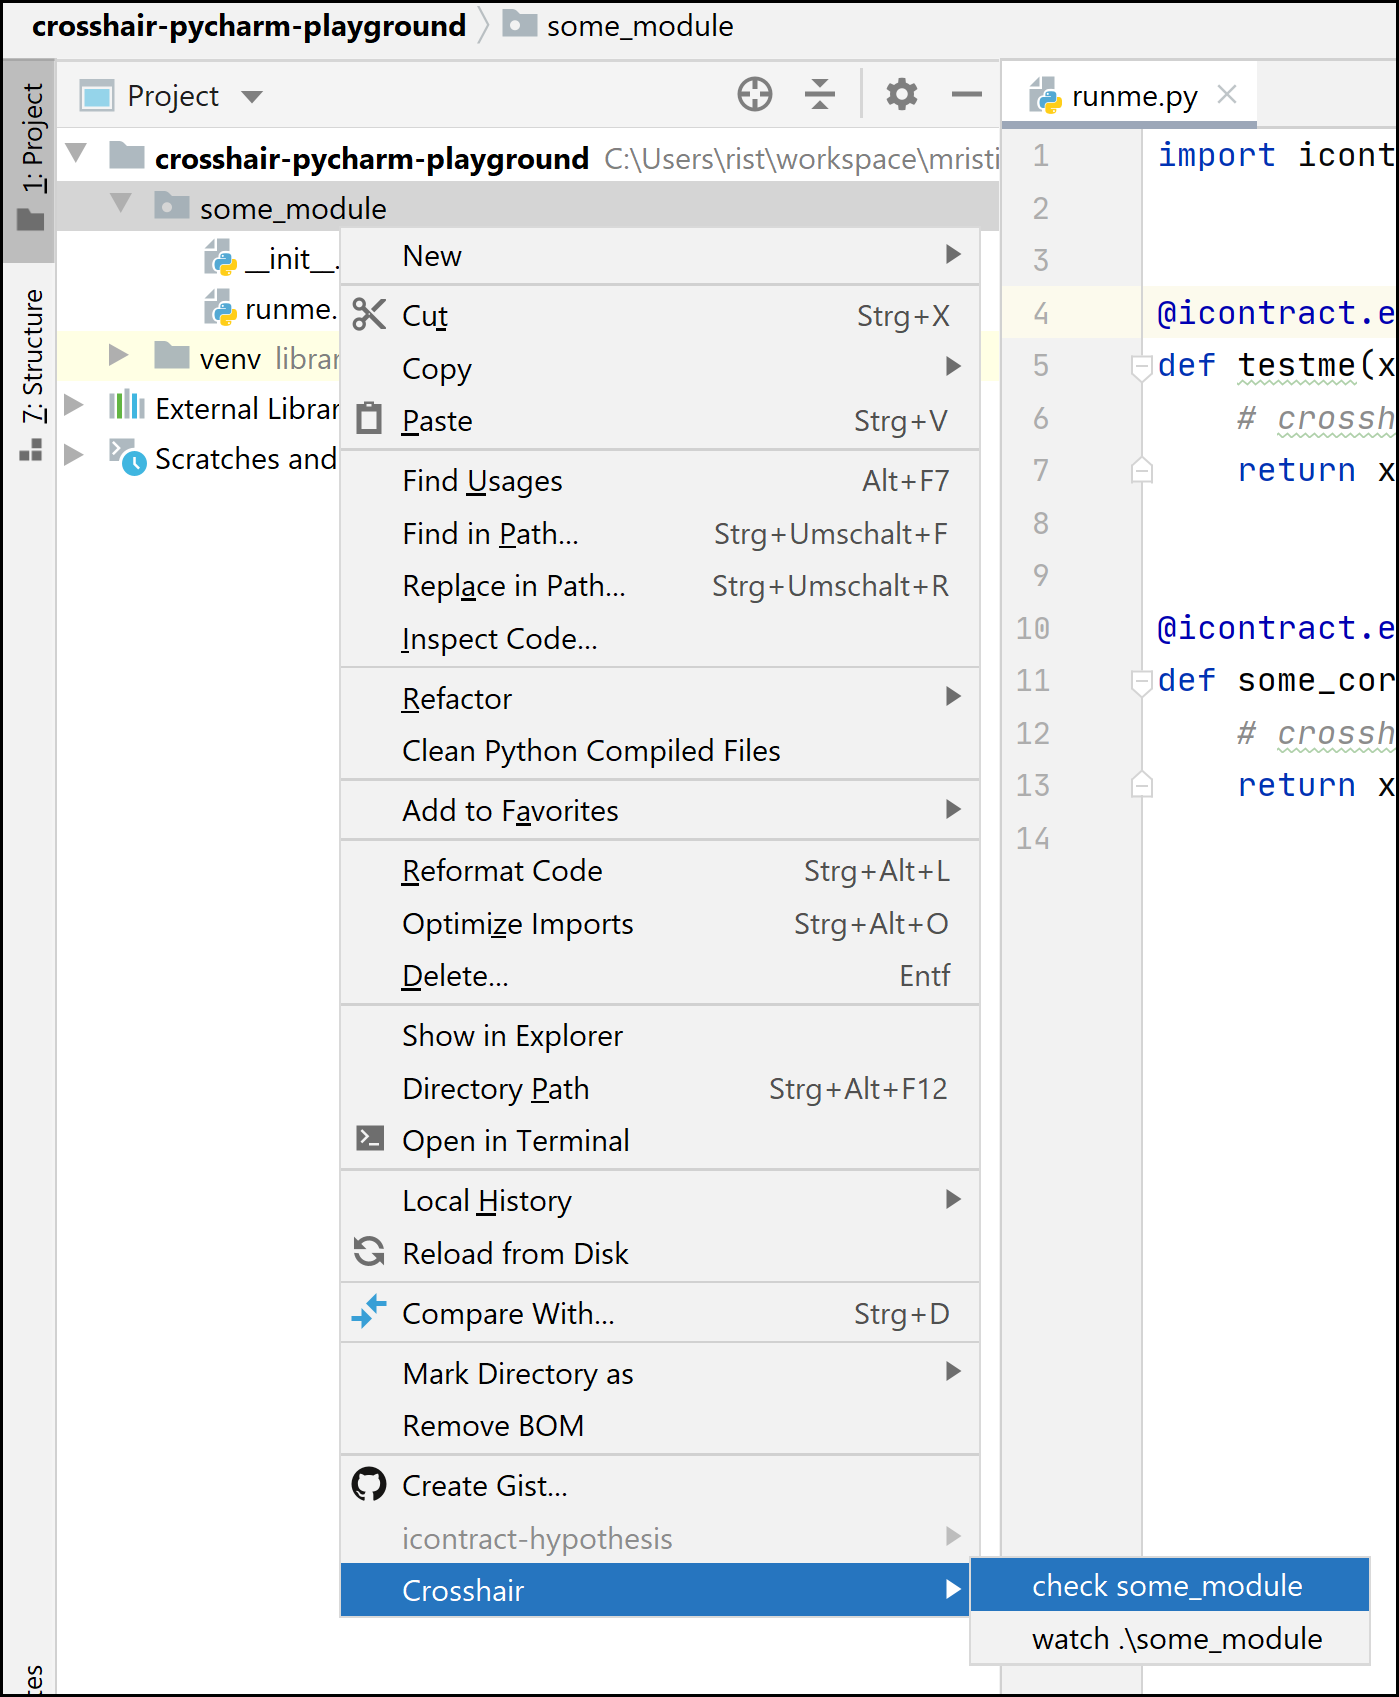 crosshair-pycharm-playground some_module
1: Project
7: Structure
Project
crosshair-pycharm-playground C:\Users\rist\workspace\mristi
some_module
__init__.
runme.
venv librar
External Librar
Scratches and
New
Cut Strg+X
Copy
Paste Strg+V
Find Usages Alt+F7
Find in Path... Strg+Umschalt+F
Replace in Path... Strg+Umschalt+R
Inspect Code...
Refactor
Clean Python Compiled Files
Add to Favorites
Reformat Code Strg+Alt+L
Optimize Imports Strg+Alt+O
Delete... Entf
Show in Explorer
Directory Path Strg+Alt+F12
Open in Terminal
Local History
Reload from Disk
Compare With... Strg+D
Mark Directory as
Remove BOM
Create Gist...
icontract-hypothesis
Crosshair
check some_module
watch .\some_module
runme.py
1 import icont
2
3
4 @icontract.e
5 def testme(x
6 # crossh
7 return x
8
9
10 @icontract.e
11 def some_cor
12 # crossh
13 return x
14